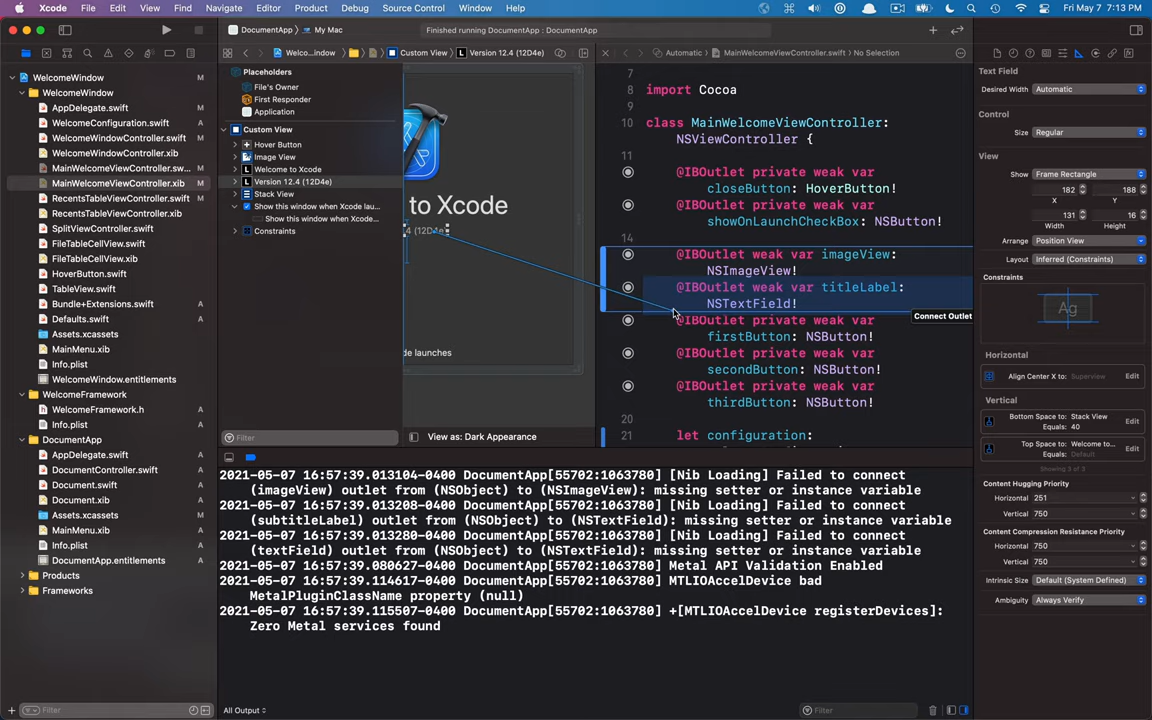 Xcode File Edit View Find Navigate Editor Product Debug Source Control Window Help
Fri May 7 7:13 PM
DocumentApp My Mac
Finished running DocumentApp : DocumentApp
Welco...indow Custom View Version 12.4 (12D4e)
Automatic MainWelcomeViewController.swift No Selection
WelcomeWindow M
WelcomeWindow
AppDelegate.swift M
WelcomeConfiguration.swift A
WelcomeWindowController.swift M
WelcomeWindowController.xib A
MainWelcomeViewController.sw... M
MainWelcomeViewController.xib M
RecentsTableViewController.swift M
RecentsTableViewController.xib A
SplitViewController.swift A
FileTableCellView.swift A
FileTableCellView.xib A
HoverButton.swift A
TableView.swift A
Bundle+Extensions.swift A
Defaults.swift A
Assets.xcassets
MainMenu.xib
Info.plist
WelcomeWindow.entitlements
WelcomeFramework
WelcomeFramework.h A
Info.plist A
DocumentApp
AppDelegate.swift A
DocumentController.swift A
Document.swift A
Document.xib A
Assets.xcassets A
MainMenu.xib A
Info.plist A
DocumentApp.entitlements A
Products
Frameworks
Filter
Placeholders
File's Owner
First Responder
Application
Custom View
Hover Button
Image View
Welcome to Xcode
Version 12.4 (12D4e)
Stack View
Show this window when Xcode lau...
Show this window when Xcode...
Constraints
Filter
to Xcode
.4 (12D4e)
de launches
View as: Dark Appearance
7
8 import Cocoa
10 class MainWelcomeViewController:
NSViewController {
11
@IBOutlet private weak var
closeButton: HoverButton!
@IBOutlet private weak var
showOnLaunchCheckBox: NSButton!
14
@IBOutlet weak var imageView:
NSImageView!
@IBOutlet weak var titleLabel:
NSTextField!
Connect Outlet
@IBOutlet private weak var
firstButton: NSButton!
@IBOutlet private weak var
secondButton: NSButton!
@IBOutlet private weak var
thirdButton: NSButton!
20
21 let configuration:
2021-05-07 16:57:39.013104-0400 DocumentApp[55702:1063780] [Nib Loading] Failed to connect
(imageView) outlet from (NSObject) to (NSImageView): missing setter or instance variable
2021-05-07 16:57:39.013208-0400 DocumentApp[55702:1063780] [Nib Loading] Failed to connect
(subtitleLabel) outlet from (NSObject) to (NSTextField): missing setter or instance variable
2021-05-07 16:57:39.013280-0400 DocumentApp[55702:1063780] [Nib Loading] Failed to connect
(textField) outlet from (NSObject) to (NSTextField): missing setter or instance variable
2021-05-07 16:57:39.080627-0400 DocumentApp[55702:1063780] Metal API Validation Enabled
2021-05-07 16:57:39.114617-0400 DocumentApp[55702:1063780] MTLIOAccelDevice bad
MetalPluginClassName property (null)
2021-05-07 16:57:39.115507-0400 DocumentApp[55702:1063780] +[MTLIOAccelDevice registerDevices]:
Zero Metal services found
All Output
Filter
Text Field
Desired Width Automatic
Control
Size Regular
View
Show Frame Rectangle
182 188
X Y
131 16
Width Height
Arrange Position View
Layout Inferred (Constraints)
Constraints
Ag
Horizontal
Align Center X to: Superview Edit
Vertical
Bottom Space to: Stack View
Equals: 40
Edit
Top Space to: Welcome to...
Equals: Default
Edit
Showing 3 of 3
Content Hugging Priority
Horizontal 251
Vertical 750
Content Compression Resistance Priority
Horizontal 750
Vertical 750
Intrinsic Size Default (System Defined)
Ambiguity Always Verify